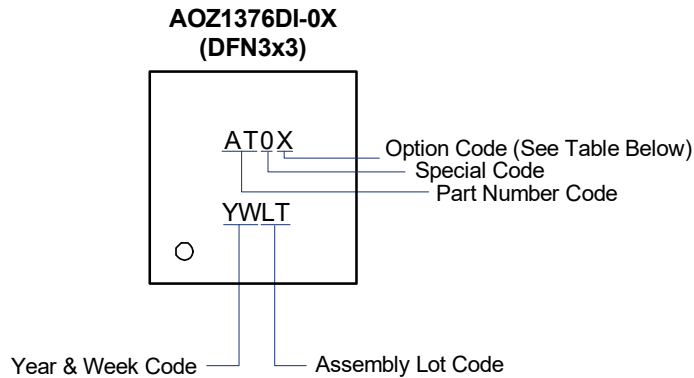 AOZ1376DI-0X
(DFN3x3)
AT0X
Option Code (See Table Below)
Special Code
Part Number Code
YWLT
Year & Week Code
Assembly Lot Code